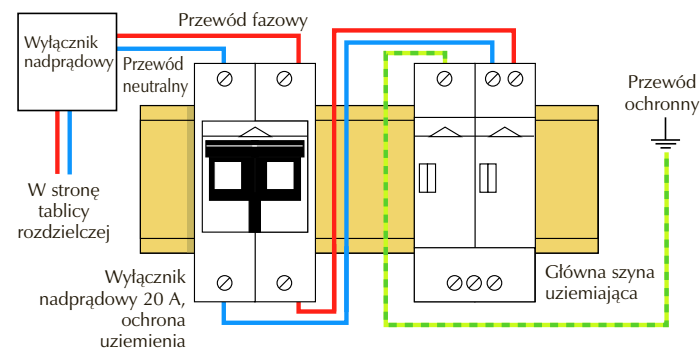 Przewód fazowy
Wyłącznik
nadprądowy
Przewód
neutralny
Przewód
ochronny
W stronę
tablicy
rozdzielczej
Wyłącznik
nadprądowy 20 A,
ochrona
uziemienia
Główna szyna
uziemiająca